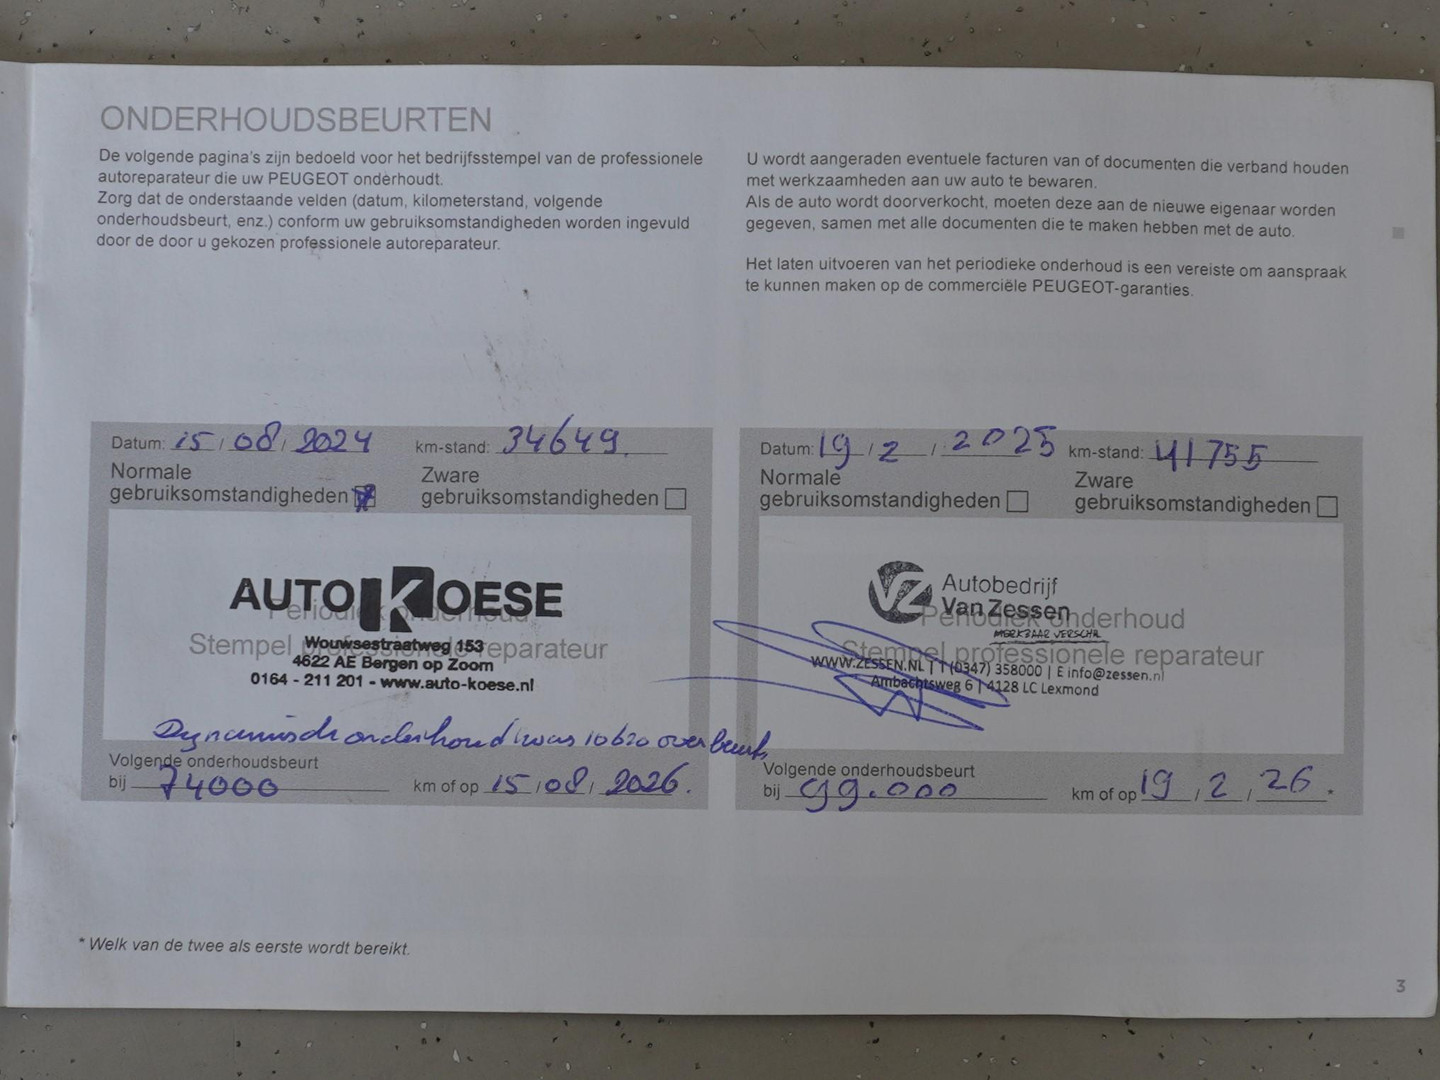 ONDERHOUDSBEURTEN
De volgende pagina's zijn bedoeld voor het bedrijfsstempel van de professionele
autoreparateur die uw PEUGEOT onderhoudt.
Zorg dat de onderstaande velden (datum, kilometerstand, volgende
onderhoudsbeurt, enz.) conform uw gebruiksomstandigheden worden ingevuld
door de door u gekozen professionele autoreparateur.
U wordt aangeraden eventuele facturen van of documenten die verband houden
met werkzaamheden aan uw auto te bewaren.
Als de auto wordt doorverkocht, moeten deze aan de nieuwe eigenaar worden
gegeven, samen met alle documenten die te maken hebben met de auto.
Het laten uitvoeren van het periodieke onderhoud is een vereiste om aanspraak
te kunnen maken op de commerciële PEUGEOT-garanties.
Datum: 15 / 08 / 2024 km-stand: 34649
Normale Zware
gebruiksomstandigheden gebruiksomstandigheden
AUTO KOESE
Periodiek onderhoud
Stempel professionele reparateur
Wouwsestraatweg 153
4622 AE Bergen op Zoom
0164 - 211 201 - www.auto-koese.nl
Dynamisch onderhoud was 10620 over beurt
Volgende onderhoudsbeurt
bij 74000 km of op 15 / 08 / 2026.
Datum: 19 / 2 / 2025 km-stand: 41755
Normale Zware
gebruiksomstandigheden gebruiksomstandigheden
VZ Autobedrijf
Van Zessen
Periodiek onderhoud
MERKBAAR VERSCHIL
Stempel professionele reparateur
WWW.ZESSEN.NL | T (0347) 358000 | E info@zessen.nl
Ambachtsweg 6 | 4128 LC Lexmond
Volgende onderhoudsbeurt
bij 99.000 km of op 19 / 2 / 26 *
* Welk van de twee als eerste wordt bereikt.
3